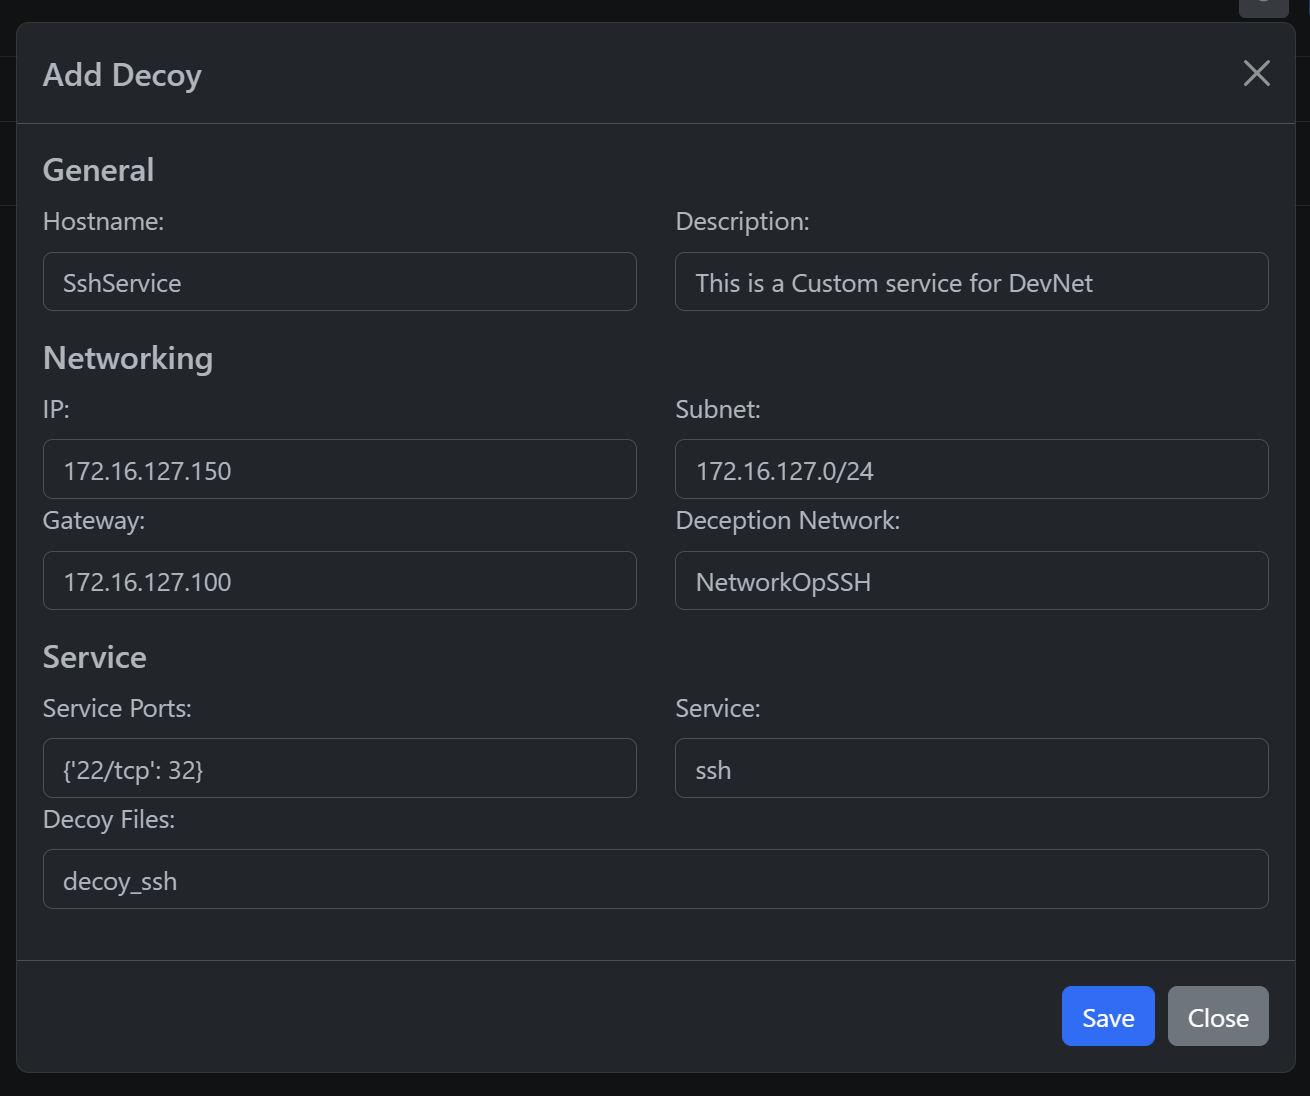 Add Decoy
General
Hostname:
Description:
SshService
This is a Custom service for DevNet
Networking
IP:
Subnet:
172.16.127.150
172.16.127.0/24
Gateway:
Deception Network:
172.16.127.100
NetworkOpSSH
Service
Service Ports:
Service:
{'22/tcp': 32}
ssh
Decoy Files:
decoy_ssh
Save
Close